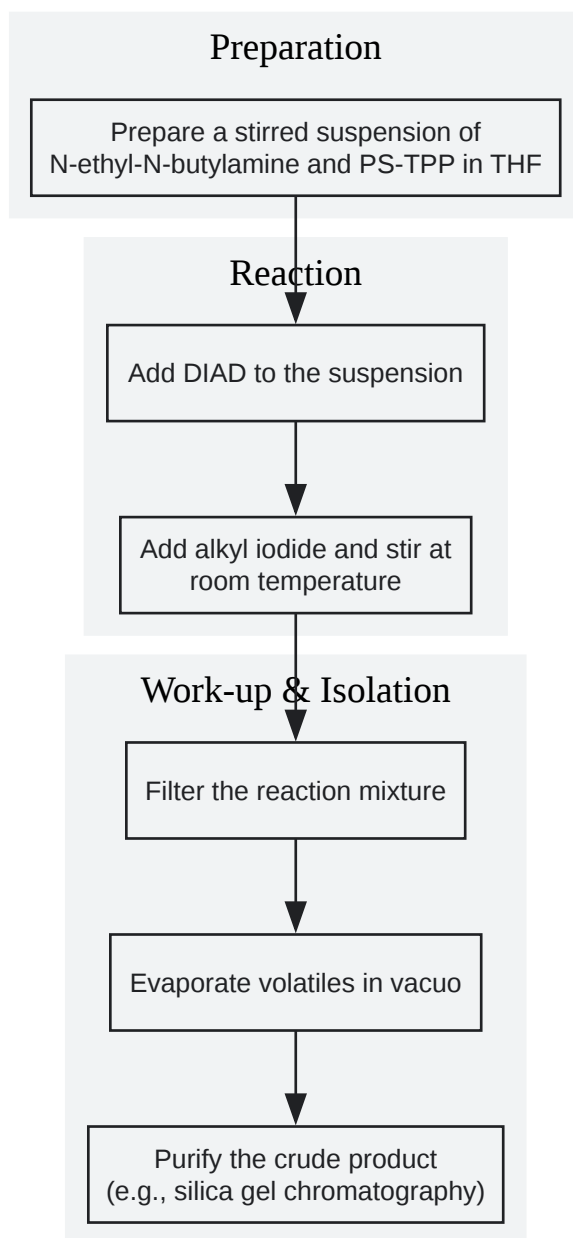 Preparation
Prepare a stirred suspension of
N-ethyl-N-butylamine and PS-TPP in THF
Reaction
Add DIAD to the suspension
Add alkyl iodide and stir at
room temperature
Work-up & Isolation
Filter the reaction mixture
Evaporate volatiles in vacuo
Purify the crude product
(e.g., silica gel chromatography)